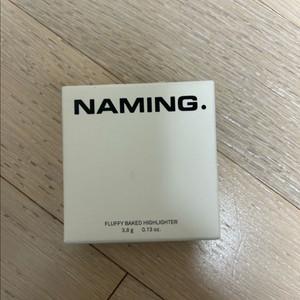 NAMING.
FLUFFY BAKED HIGHLIGHTER
3.8 g 0.13 oz.